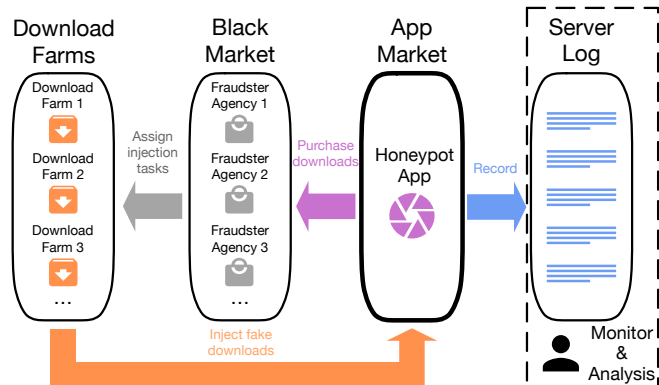 Download
Farms
Black
Market
App
Market
Server
Log
Download
Farm 1
Download
Farm 2
Download
Farm 3
...
Assign
injection
tasks
Fraudster
Agency 1
Fraudster
Agency 2
Fraudster
Agency 3
...
Purchase
downloads
Honeypot
App
Record
Inject fake
downloads
Monitor
&
Analysis